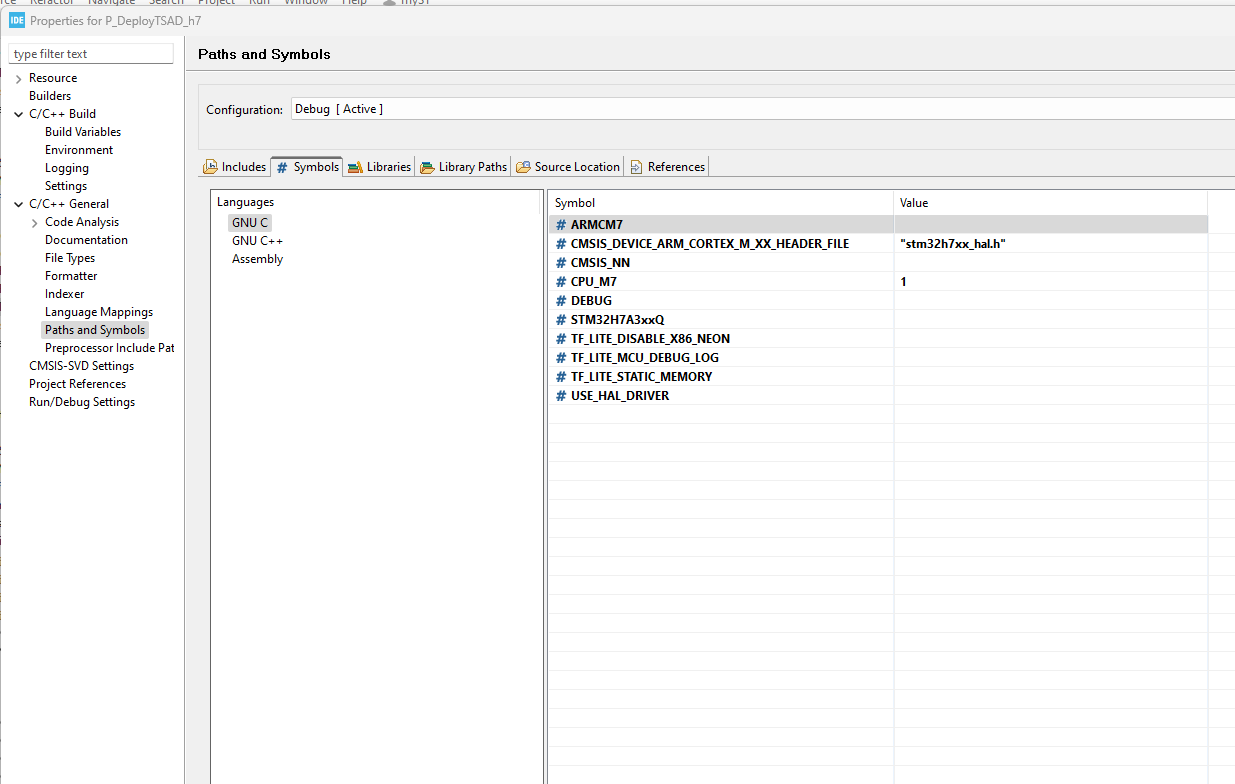 Refactor Navigate Search Project Run Window Help myST
IDE Properties for P_DeployTSAD_h7
type filter text
Paths and Symbols
Resource
Builders
C/C++ Build
Build Variables
Environment
Logging
Settings
C/C++ General
Code Analysis
Documentation
File Types
Formatter
Indexer
Language Mappings
Paths and Symbols
Preprocessor Include Pat
CMSIS-SVD Settings
Project References
Run/Debug Settings
Configuration: Debug [ Active ]
Includes # Symbols Libraries Library Paths Source Location References
Languages
GNU C
GNU C++
Assembly
Symbol Value
# ARMCM7
# CMSIS_DEVICE_ARM_CORTEX_M_XX_HEADER_FILE "stm32h7xx_hal.h"
# CMSIS_NN
# CPU_M7 1
# DEBUG
# STM32H7A3xxQ
# TF_LITE_DISABLE_X86_NEON
# TF_LITE_MCU_DEBUG_LOG
# TF_LITE_STATIC_MEMORY
# USE_HAL_DRIVER